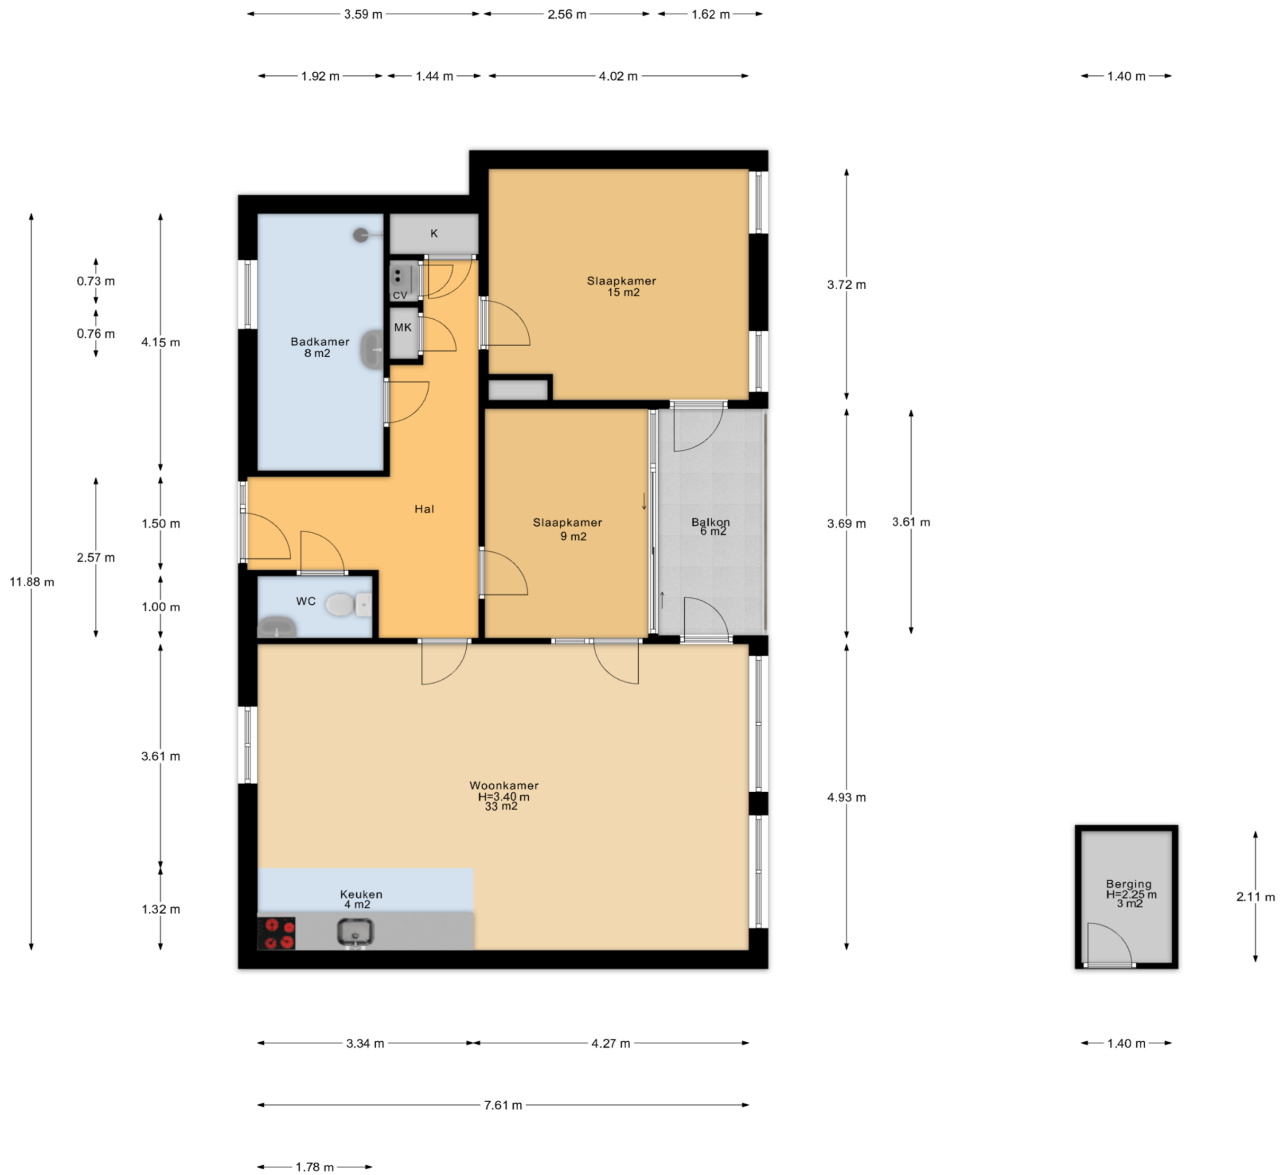 3.59 m
2.56 m
1.62 m
1.92 m
1.44 m
4.02 m
1.40 m
K
0.73 m
Slaapkamer
15 m2
3.72 m
CV
MK
0.76 m
Badkamer
8 m2
4.15 m
Hal
Slaapkamer
9 m2
Balkon
6 m2
1.50 m
3.69 m
3.61 m
2.57 m
11.88 m
WC
1.00 m
3.61 m
Woonkamer
H=3.40 m
33 m2
4.93 m
Keuken
4 m2
1.32 m
Berging
H=2.25 m
3 m2
2.11 m
3.34 m
4.27 m
1.40 m
7.61 m
1.78 m